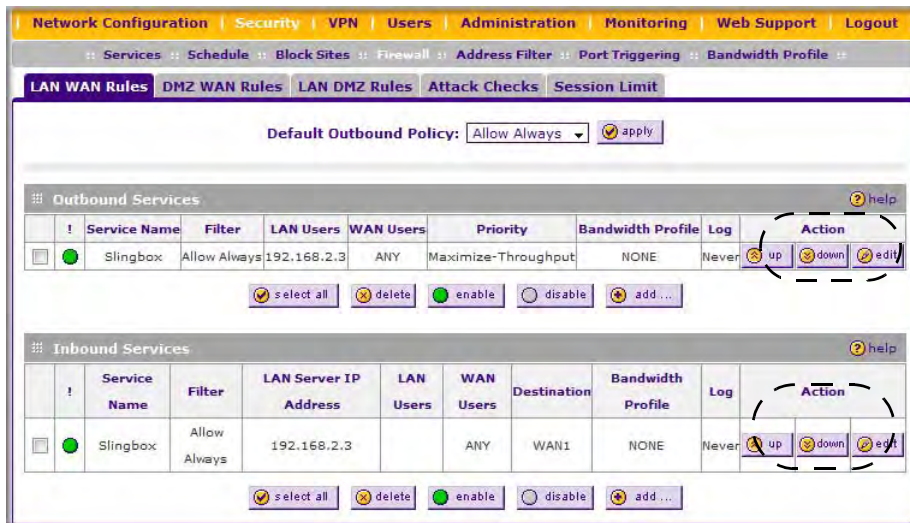 Network Configuration | Security | VPN | Users | Administration | Monitoring | Web Support | Logout
:: Services :: Schedule :: Block Sites :: Firewall :: Address Filter :: Port Triggering :: Bandwidth Profile ::
LAN WAN Rules DMZ WAN Rules LAN DMZ Rules Attack Checks Session Limit
Default Outbound Policy: Allow Always apply
Outbound Services ? help
! Service Name Filter LAN Users WAN Users Priority Bandwidth Profile Log Action
Slingbox Allow Always 192.168.2.3 ANY Maximize-Throughput NONE Never up down edit
select all delete enable disable add ...
Inbound Services ? help
! Service Name Filter LAN Server IP Address LAN Users WAN Users Destination Bandwidth Profile Log Action
Slingbox Allow Always 192.168.2.3 ANY WAN1 NONE Never up down edit
select all delete enable disable add ...